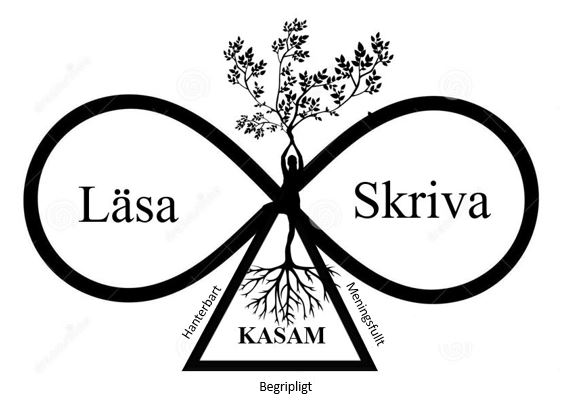 Läsa
Skriva
Hanterbart
Meningsfullt
KASAM
Begripligt